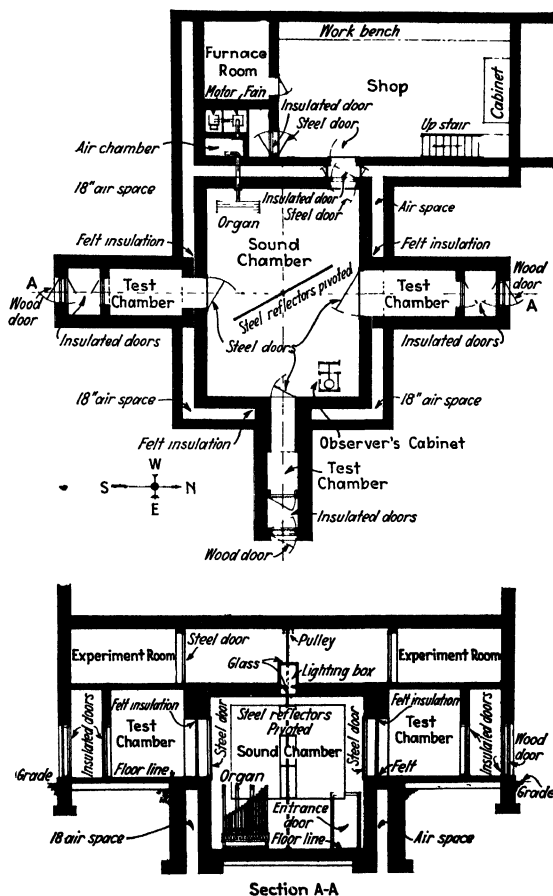 Work bench
Furnace
Room
Motor Fan
Shop
Cabinet
Insulated door
Steel door
Up stair
Air chamber
18" air space
Organ
Insulated door
Steel door
Air space
Felt insulation
Sound
Chamber
Felt insulation
A
Wood
door
Test
Chamber
Steel reflectors pivoted
Test
Chamber
Wood
door
A
Insulated doors
Steel doors
Insulated
doors
18" air space
18" air space
Felt insulation
Observer's Cabinet
Test
Chamber
W
S
N
E
Insulated doors
Wood door
Steel door
Pulley
Experiment Room
Glass
Lighting box
Experiment Room
Insulated doors
Felt insulation
Test
Chamber
Floor line
Steel door
Steel reflectors
Pivoted
Sound Chamber
Steel door
Felt insulation
Test
Chamber
Insulated doors
Wood
door
Grade
Organ
Felt
Grade
Entrance
door
Floor line
18 air space
Air space
Section A-A